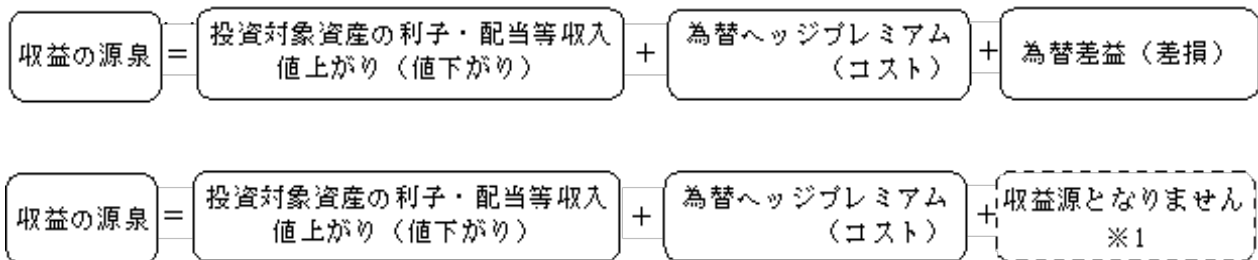 収益の源泉 = 投資対象資産の利子・配当等収入 + 為替ヘッジプレミアム + 為替差益（差損）
値上がり（値下がり） （コスト）
収益の源泉 = 投資対象資産の利子・配当等収入 + 為替ヘッジプレミアム + 収益源となりません
値上がり（値下がり） （コスト） ※1